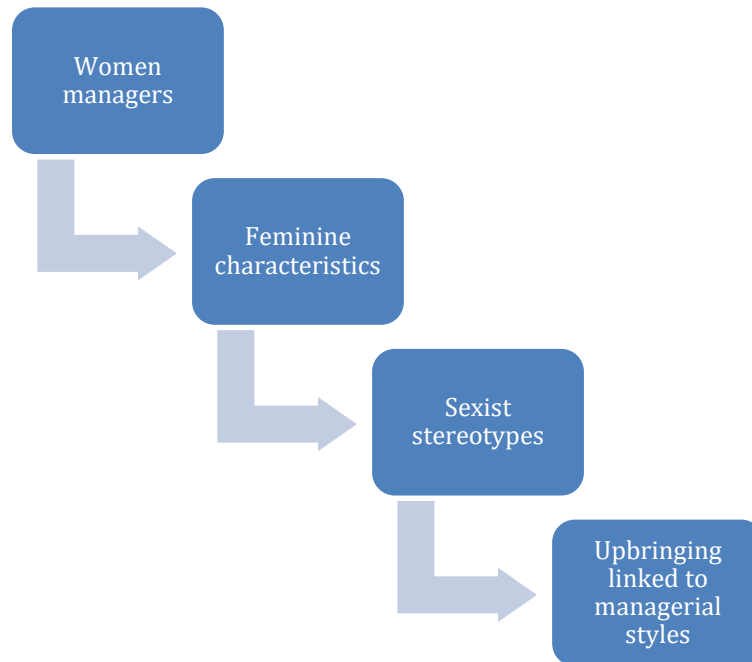 Women
managers
Feminine
characteristics
Sexist
stereotypes
Upbringing
linked to
managerial
styles